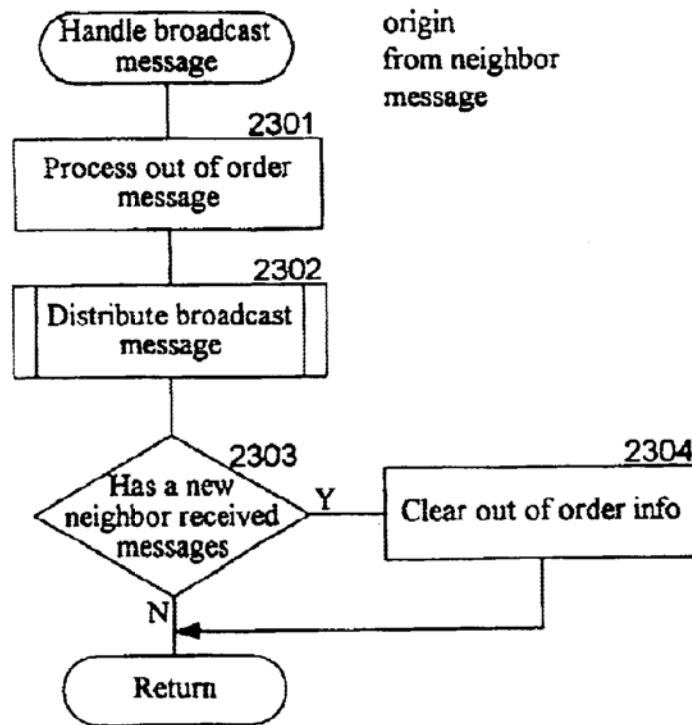 Handle broadcast
message
origin
from neighbor
message
2301
Process out of order
message
2302
Distribute broadcast
message
2303
Has a new
neighbor received
messages
Y
2304
Clear out of order info
N
Return